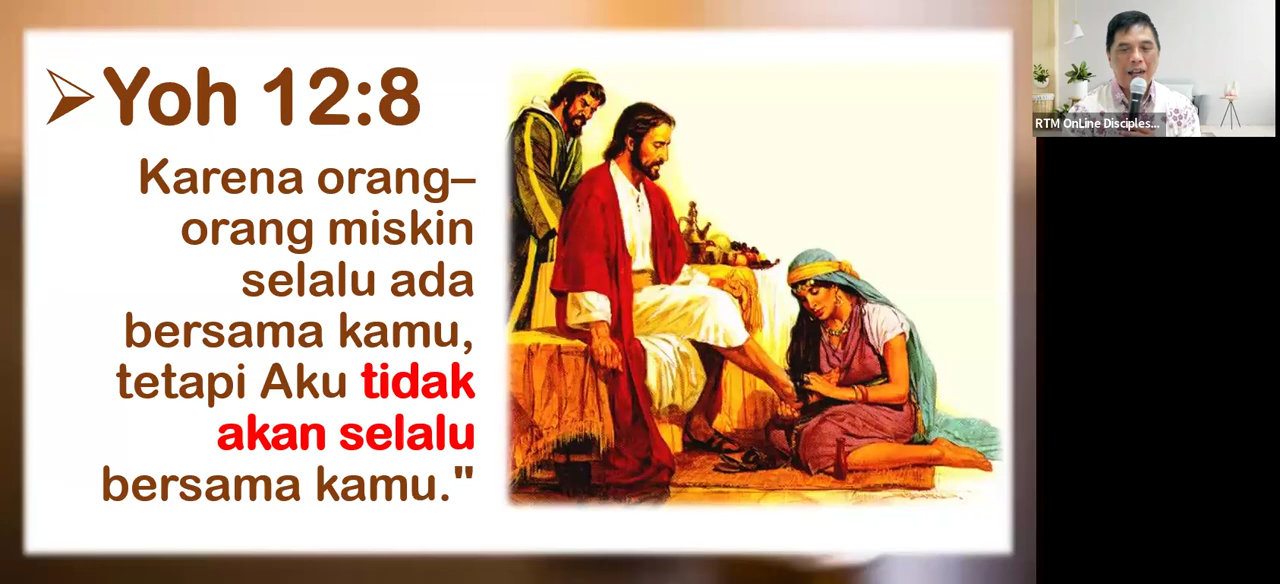 Yoh 12:8
Karena orang–
orang miskin
selalu ada
bersama kamu,
tetapi Aku tidak
akan selalu
bersama kamu."
RTM OnLine Disciples...